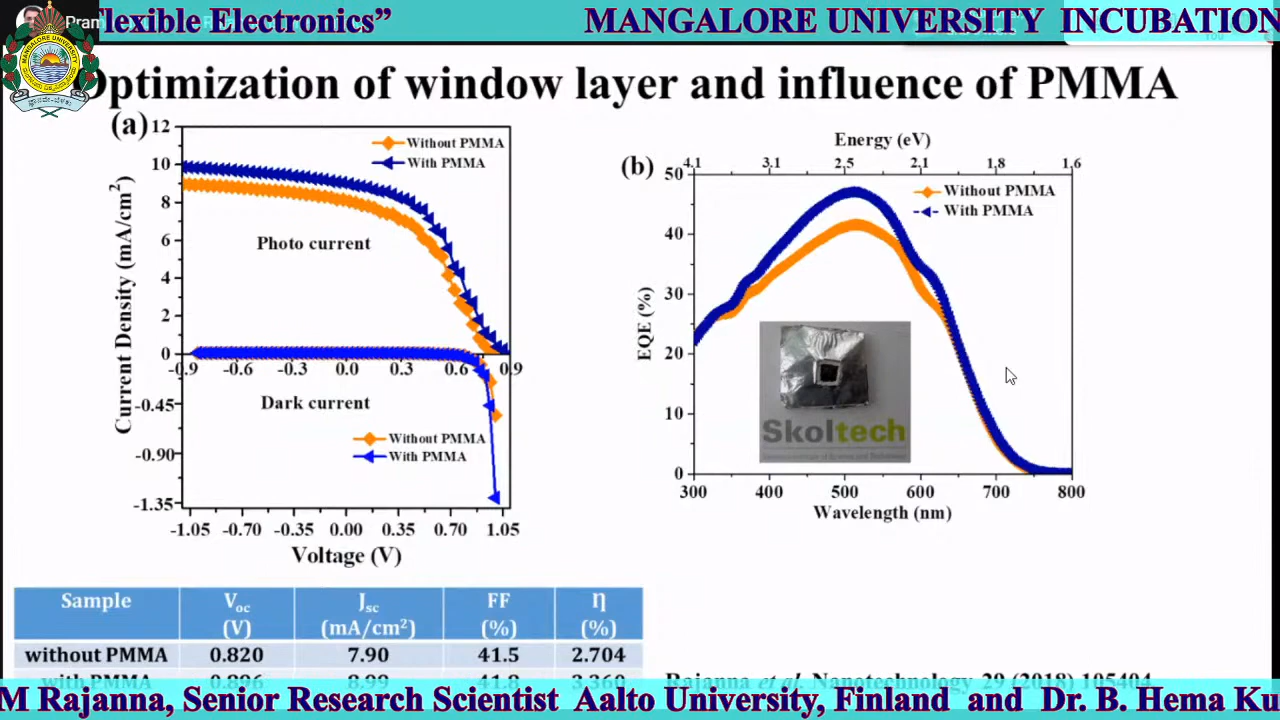 Pram
Flexible Electronics” MANGALORE UNIVERSITY INCUBATION
MANGALORE UNIVERSITY
Optimization of window layer and influence of PMMA
(a)
12
10
8
6
4
2
0
-0.45
-0.90
-1.35
Current Density (mA/cm²)
Without PMMA
With PMMA
Photo current
-0.9 -0.6 -0.3 0.0 0.3 0.6 0.9
Dark current
Without PMMA
With PMMA
-1.05 -0.70 -0.35 0.00 0.35 0.70 1.05
Voltage (V)
(b)
Energy (eV)
4.1 3.1 2.5 2.1 1.8 1.6
50
40
30
20
10
0
EQE (%)
Without PMMA
With PMMA
Skoltech
300 400 500 600 700 800
Wavelength (nm)
Sample Voc (V) Jsc (mA/cm²) FF (%) η (%)
without PMMA 0.820 7.90 41.5 2.704
with PMMA 0.896 8.99 41.8 3.360
Rajanna et al. Nanotechnology 29 (2018) 105404
M Rajanna, Senior Research Scientist Aalto University, Finland and Dr. B. Hema Ku